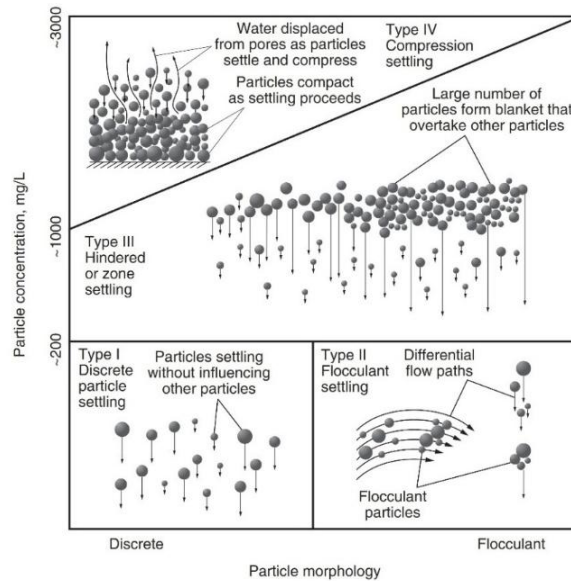 ~3000
Water displaced
from pores as particles
settle and compress
Particles compact
as settling proceeds
Type IV
Compression
settling
Large number of
particles form blanket that
overtake other particles
Particle concentration, mg/L
~1000
Type III
Hindered
or zone
settling
~200
Type I
Discrete
particle
settling
Particles settling
without influencing
other particles
Type II
Flocculant
settling
Differential
flow paths
Flocculant
particles
Discrete
Flocculant
Particle morphology